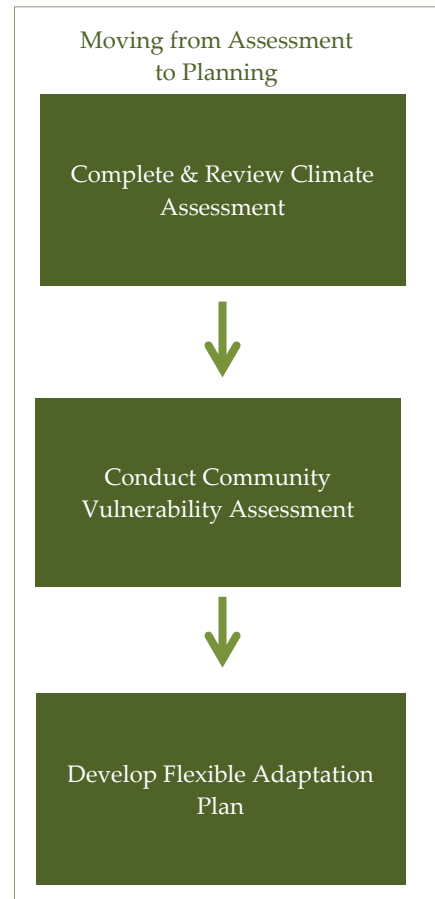 Moving from Assessment
to Planning
Complete & Review Climate
Assessment
Conduct Community
Vulnerability Assessment
Develop Flexible Adaptation
Plan